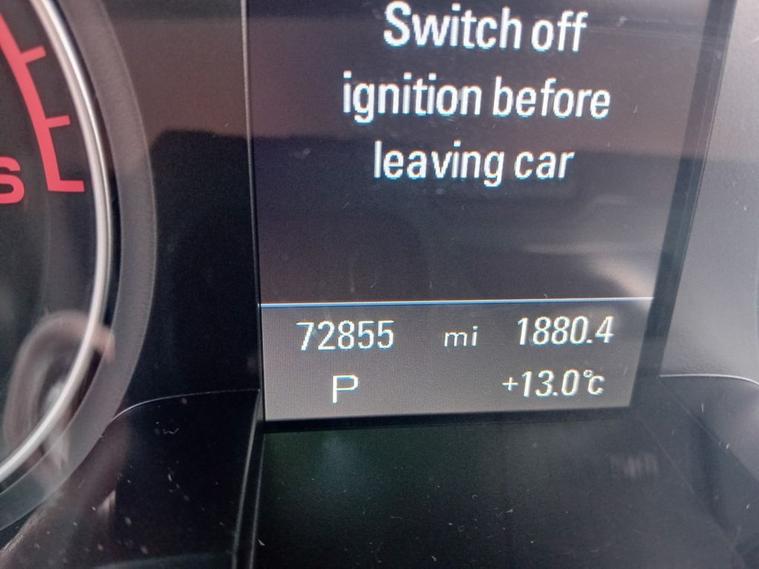 Switch off
ignition before
leaving car
s
72855 mi 1880.4
P +13.0°c